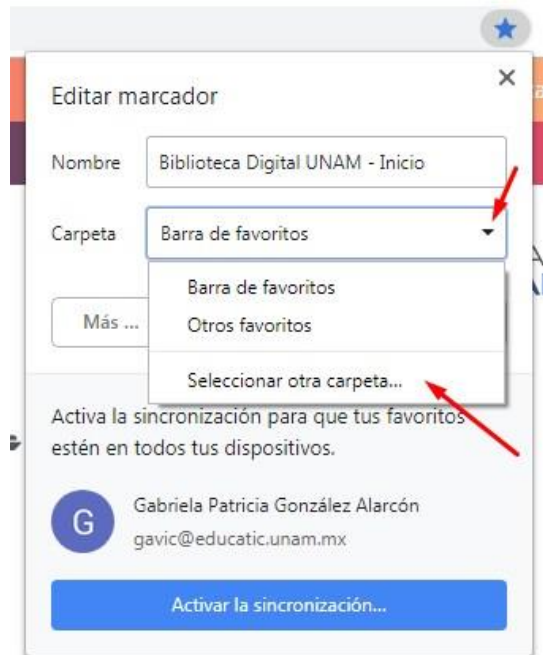 Editar marcador
Nombre Biblioteca Digital UNAM - Inicio
Carpeta Barra de favoritos
Barra de favoritos
Otros favoritos
Más ...
Seleccionar otra carpeta...
Activa la sincronización para que tus favoritos
estén en todos tus dispositivos.
G
Gabriela Patricia González Alarcón
gavic@educatic.unam.mx
Activar la sincronización...